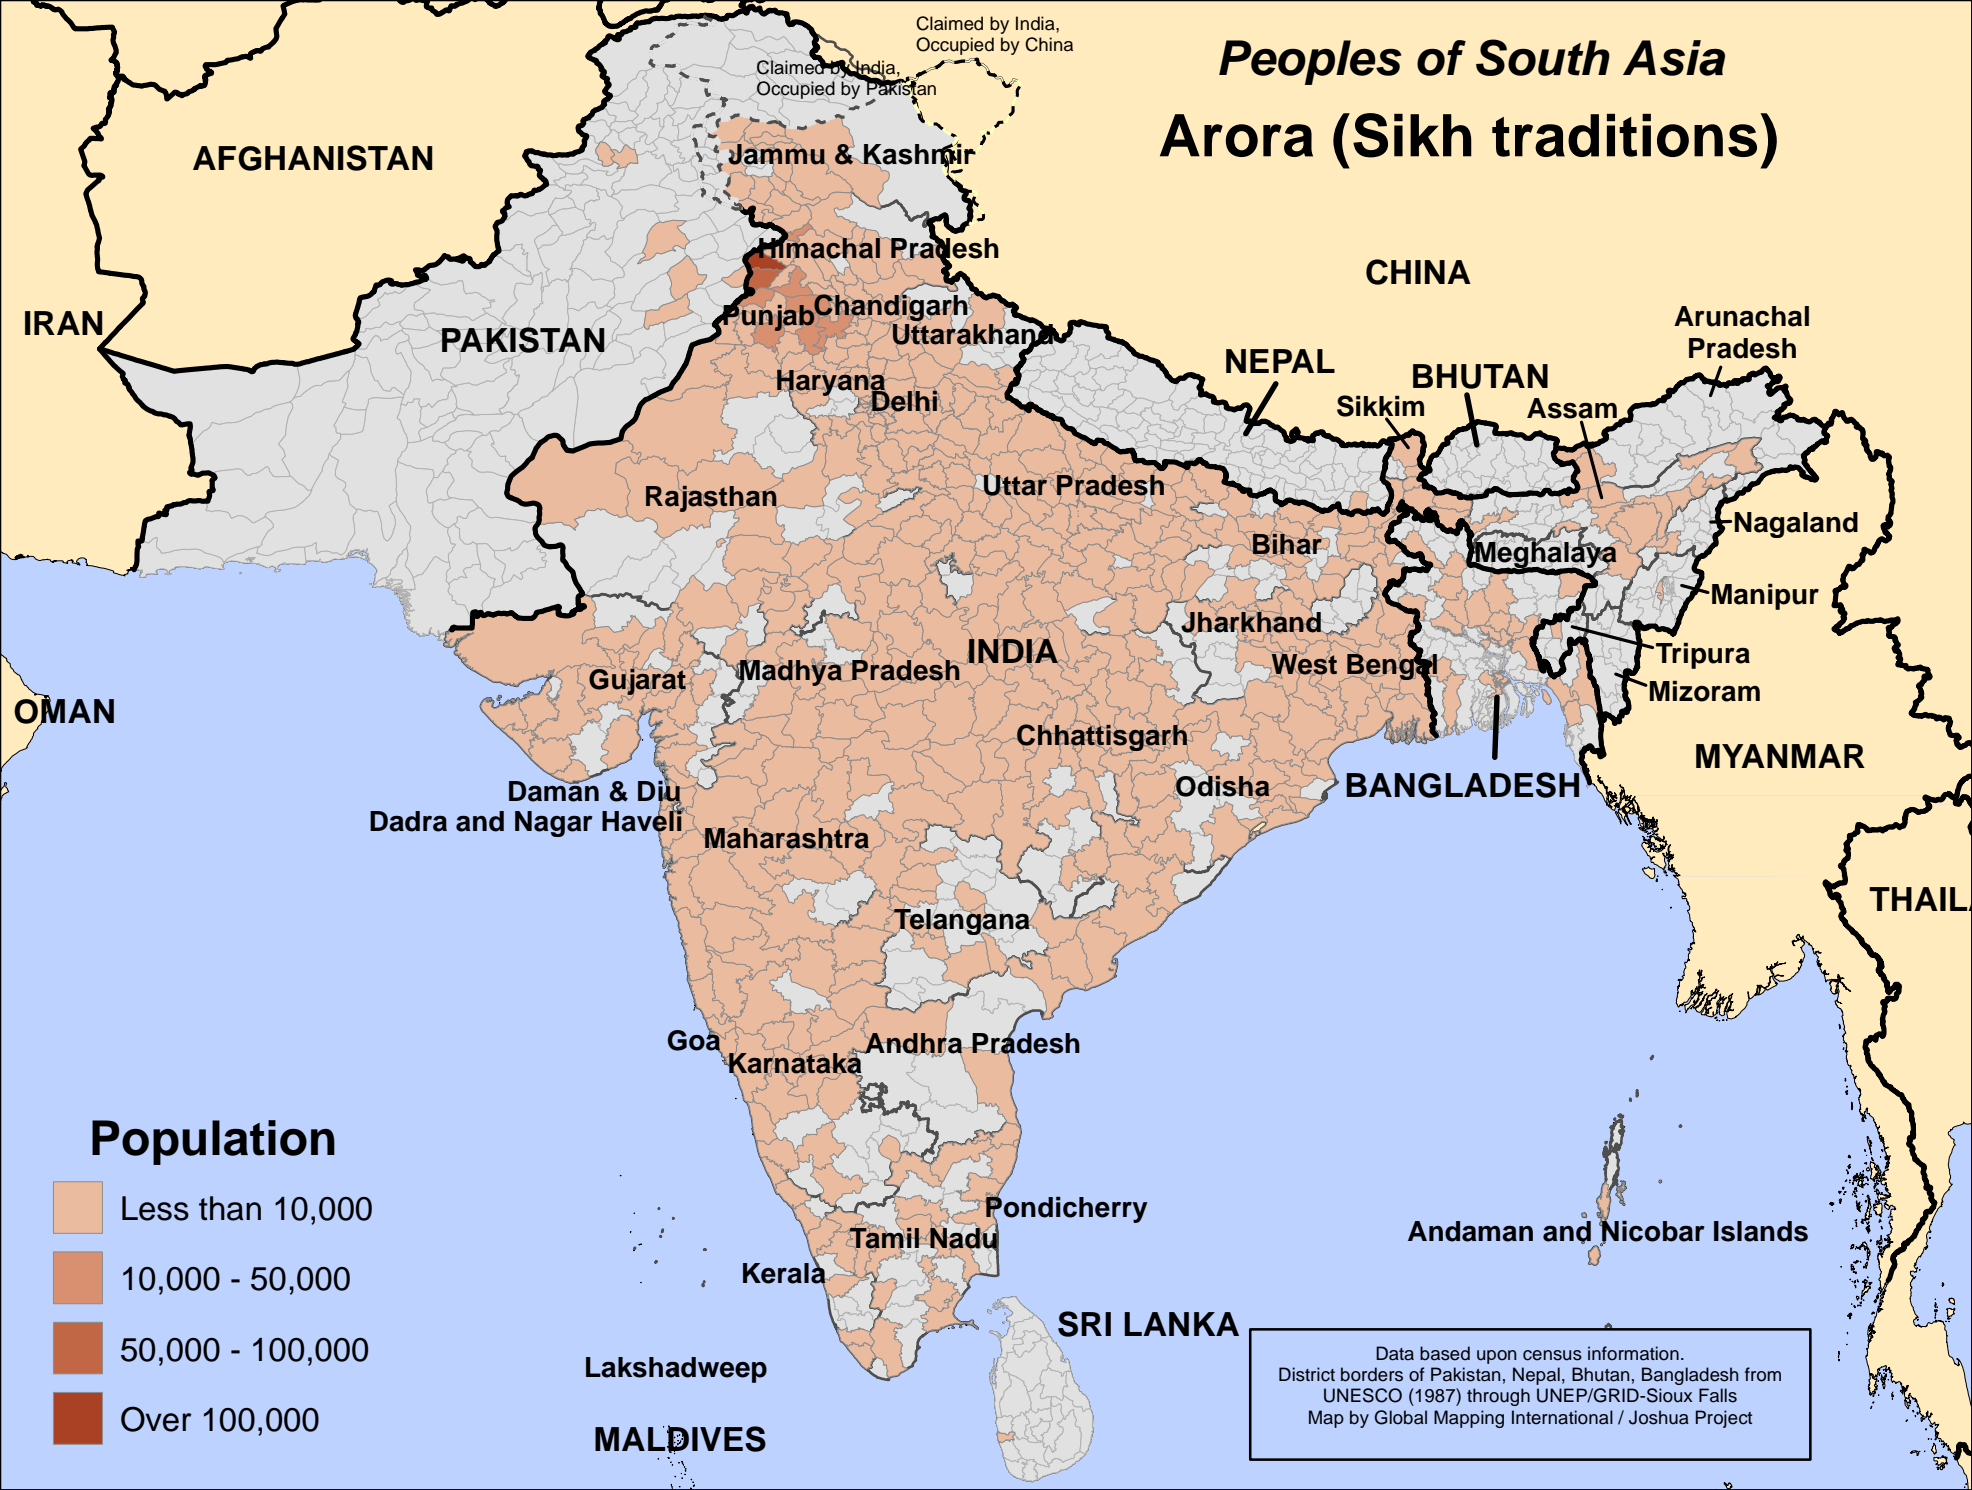 Claimed by India,
Occupied by China
Claimed by India,
Occupied by Pakistan
Peoples of South Asia
Arora (Sikh traditions)
AFGHANISTAN
Jammu & Kashmir
Himachal Pradesh
CHINA
IRAN
PAKISTAN
Punjab
Chandigarh
Uttarakhand
Arunachal
Pradesh
NEPAL
BHUTAN
Sikkim
Assam
Haryana
Delhi
Rajasthan
Uttar Pradesh
Bihar
Nagaland
Meghalaya
Manipur
Jharkhand
INDIA
Tripura
West Bengal
Madhya Pradesh
Gujarat
Mizoram
OMAN
Chhattisgarh
MYANMAR
Odisha
BANGLADESH
Daman & Diu
Dadra and Nagar Haveli
Maharashtra
THAILA
Telangana
Goa
Andhra Pradesh
Karnataka
Pondicherry
Tamil Nadu
Andaman and Nicobar Islands
Kerala
SRI LANKA
Lakshadweep
MALDIVES
Population
Less than 10,000
10,000 - 50,000
50,000 - 100,000
Over 100,000
Data based upon census information.
District borders of Pakistan, Nepal, Bhutan, Bangladesh from
UNESCO (1987) through UNEP/GRID-Sioux Falls
Map by Global Mapping International / Joshua Project